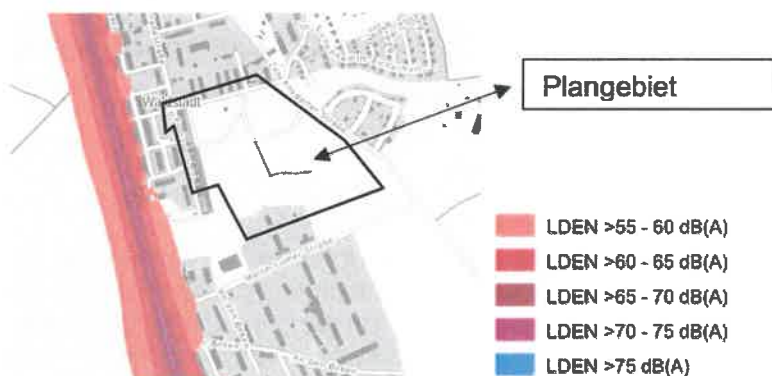 Plangebiet
LDEN >55 - 60 dB(A)
LDEN >60 - 65 dB(A)
LDEN >65 - 70 dB(A)
LDEN >70 - 75 dB(A)
LDEN >75 dB(A)